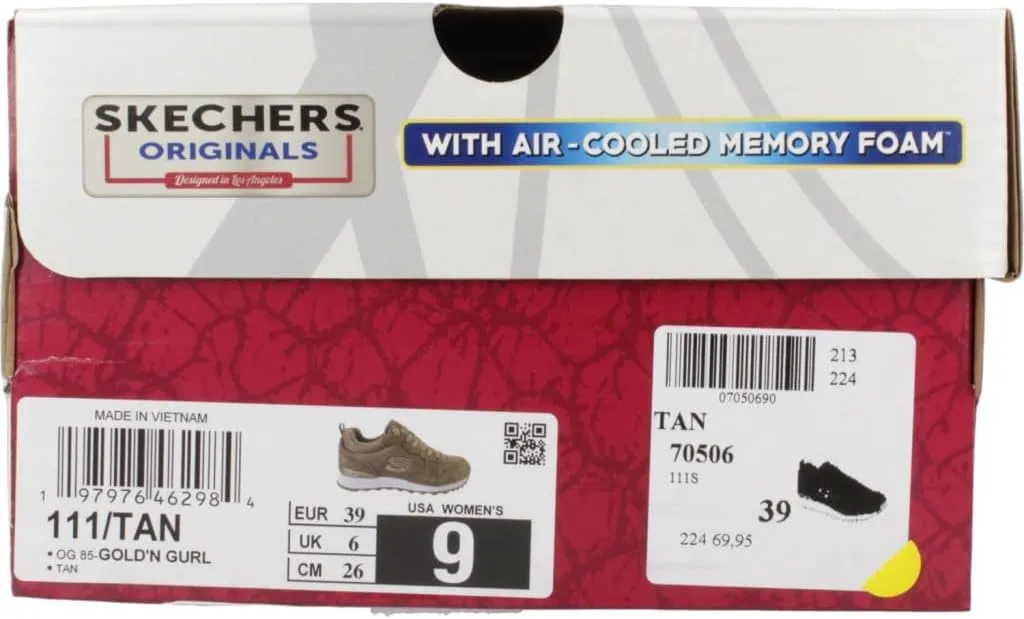 SKECHERS
ORIGINALS
Designed in Los Angeles
WITH AIR-COOLED MEMORY FOAM™
MADE IN VIETNAM
1 97976 46298 4
111/TAN
• OG 85-GOLD'N GURL
• TAN
EUR 39
UK 6
CM 26
USA WOMEN'S
9
213
224
07050690
TAN
70506
111S
39
224 69,95